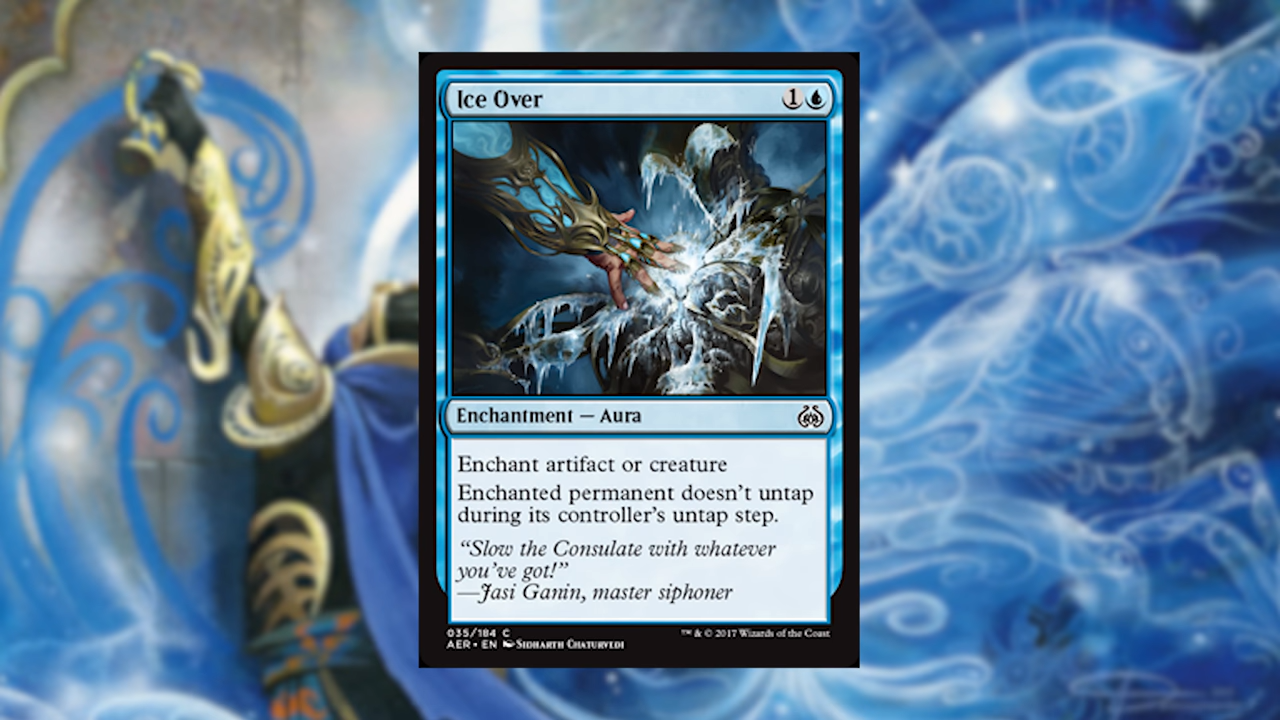 Ice Over
1
Enchantment — Aura
Enchant artifact or creature
Enchanted permanent doesn't untap
during its controller's untap step.
“Slow the Consulate with whatever
you've got!”
—Jasi Ganin, master siphoner
035/184 C
AER • EN Sidharth Chaturvedi
™ & © 2017 Wizards of the Coast